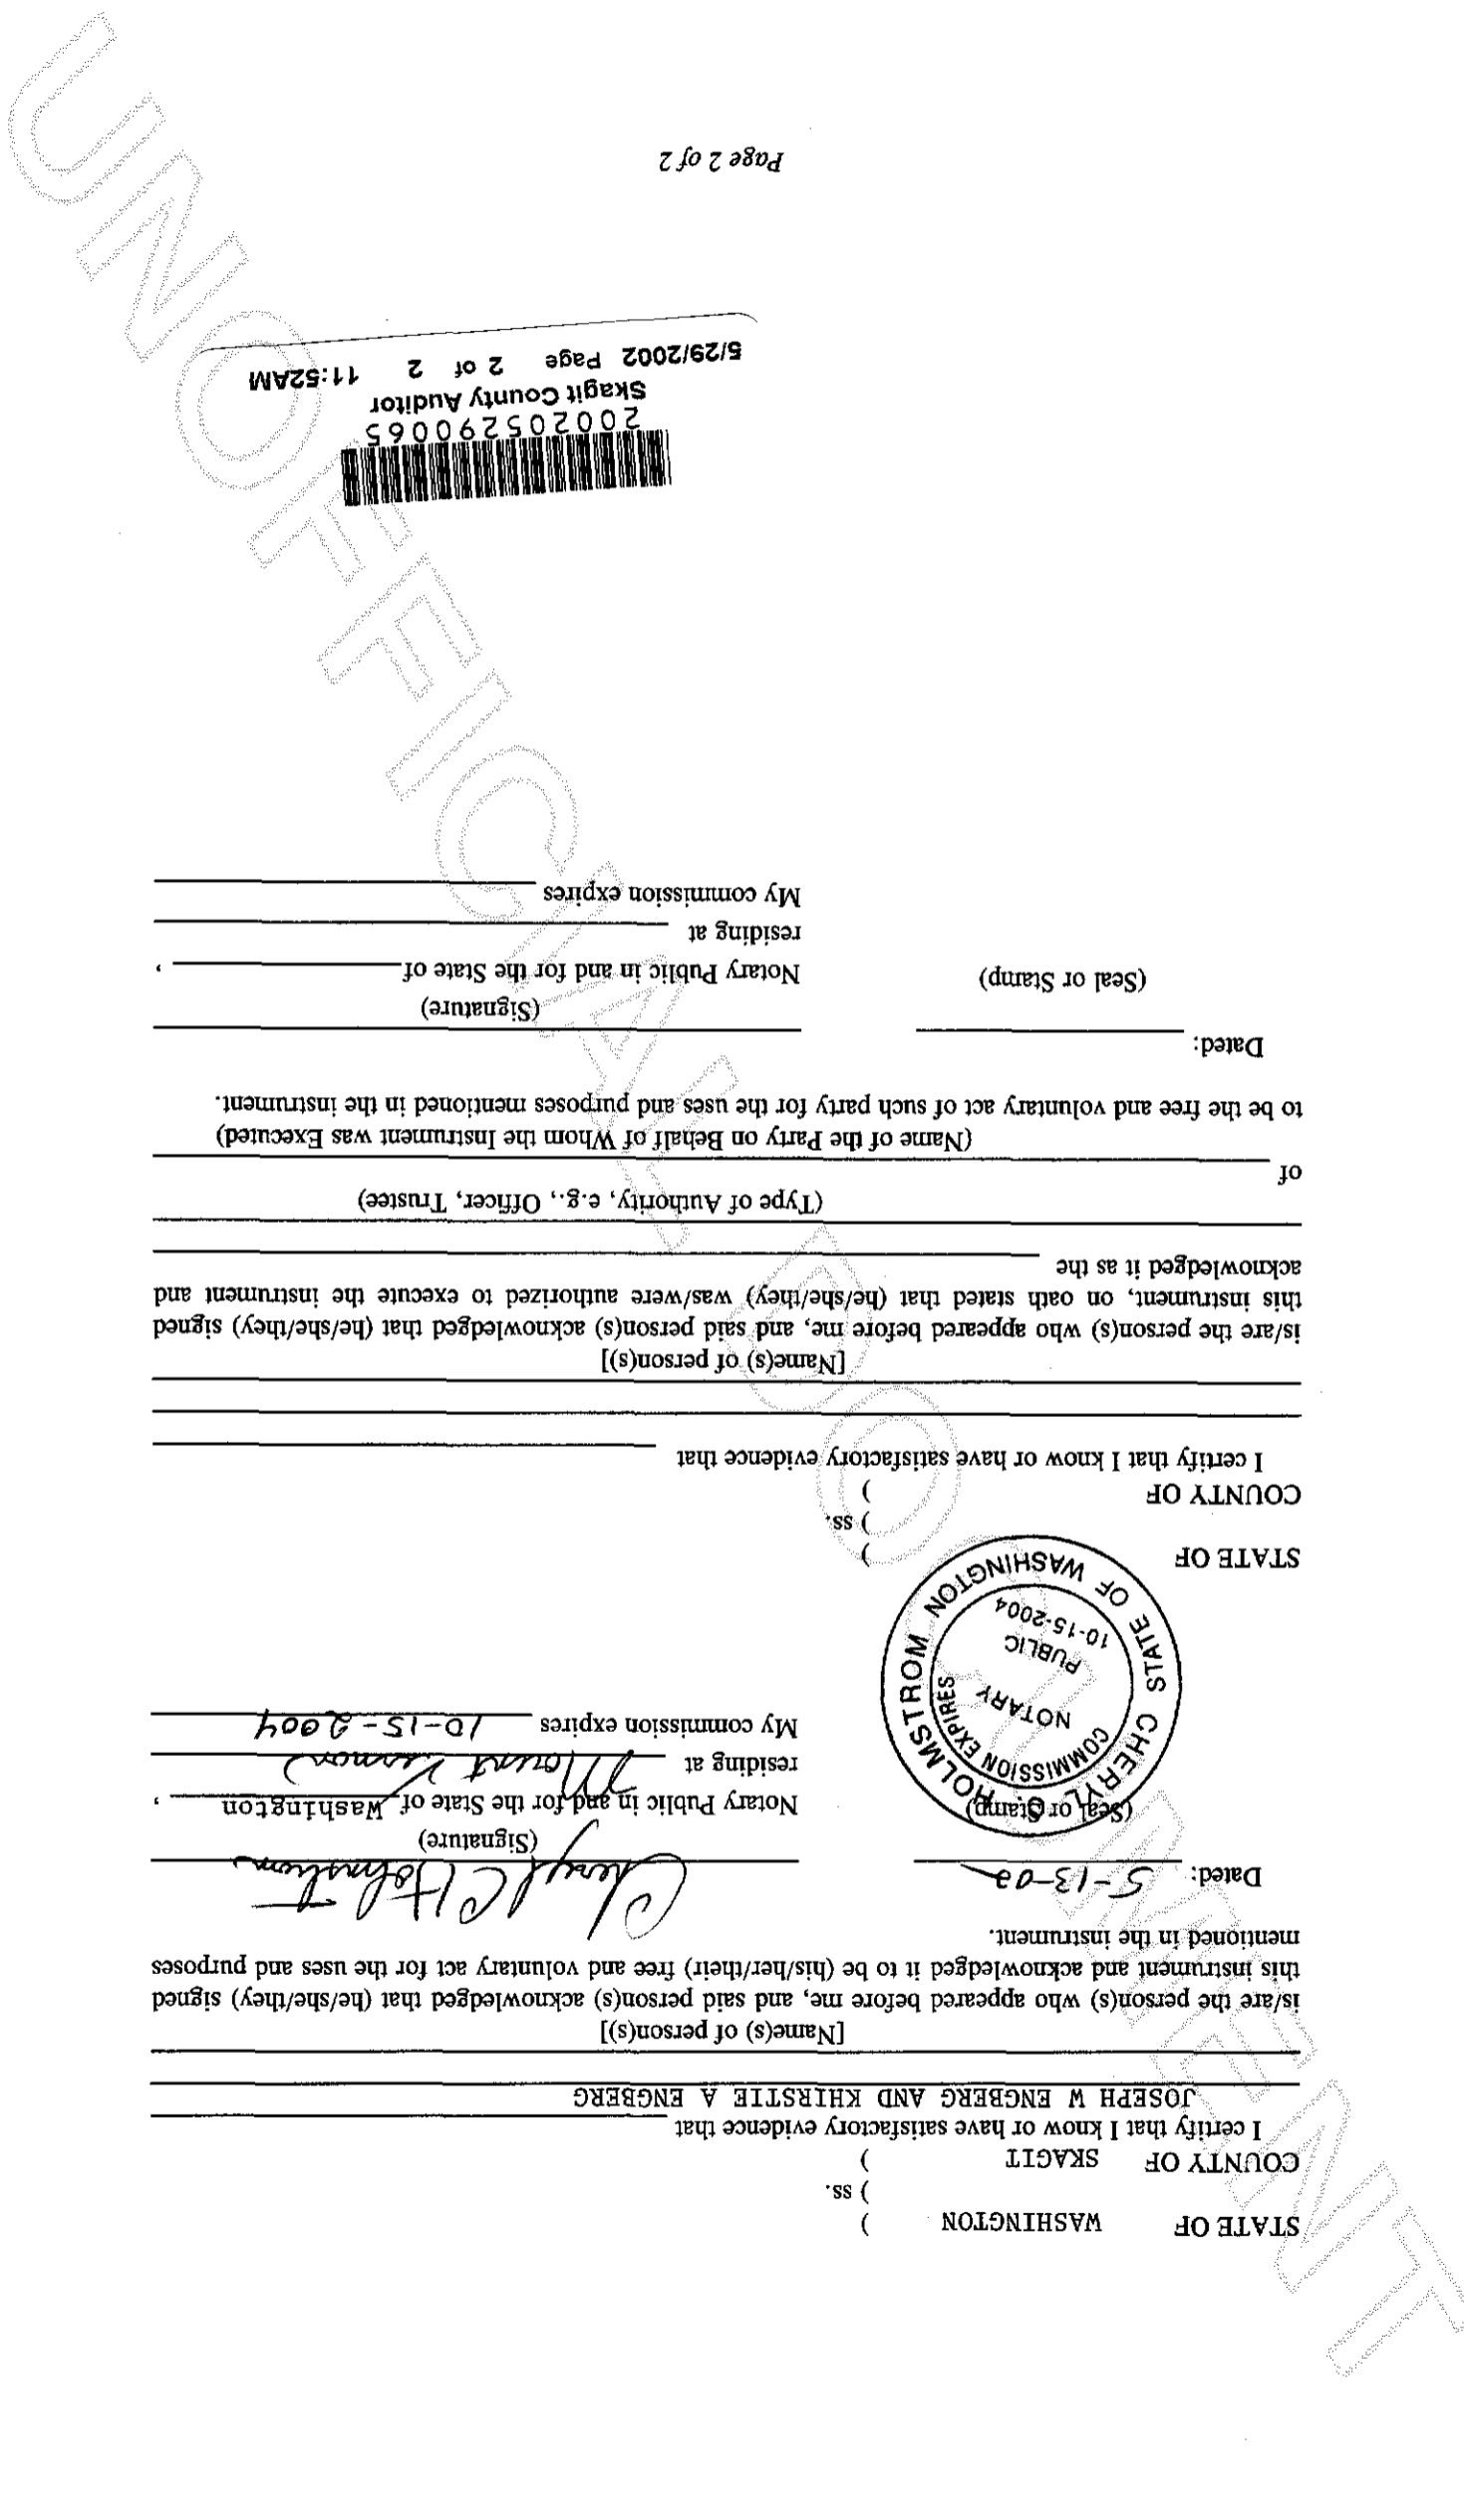 STATE OF WASHINGTON )
) ss.
COUNTY OF SKAGIT )
I certify that I know or have satisfactory evidence that
JOSEPH W ENGBERG AND KHIRSTIE A ENGBERG
[Name(s) of person(s)]
is/are the person(s) who appeared before me, and said person(s) acknowledged that (he/she/they) signed
this instrument and acknowledged it to be (his/her/their) free and voluntary act for the uses and purposes
mentioned in the instrument.
Dated: 5-13-02
Cheryl C Holmstrom
(Signature)
(Seal or Stamp)
Notary Public in and for the State of Washington ,
residing at Mount Vernon
My commission expires 10-15-2004
CHERYL C. HOLMSTROM
STATE OF WASHINGTON
COMMISSION EXPIRES
NOTARY
PUBLIC
10-15-2004
STATE OF )
) ss.
COUNTY OF )
I certify that I know or have satisfactory evidence that
[Name(s) of person(s)]
is/are the person(s) who appeared before me, and said person(s) acknowledged that (he/she/they) signed
this instrument, on oath stated that (he/she/they) was/were authorized to execute the instrument and
acknowledged it as the
(Type of Authority, e.g., Officer, Trustee)
of
(Name of the Party on Behalf of Whom the Instrument was Executed)
to be the free and voluntary act of such party for the uses and purposes mentioned in the instrument.
Dated:
(Signature)
(Seal or Stamp)
Notary Public in and for the State of ,
residing at
My commission expires
200205290065
Skagit County Auditor
5/29/2002 Page 2 of 2 11:52AM
Page 2 of 2
UNOFFICIAL DOCUMENT